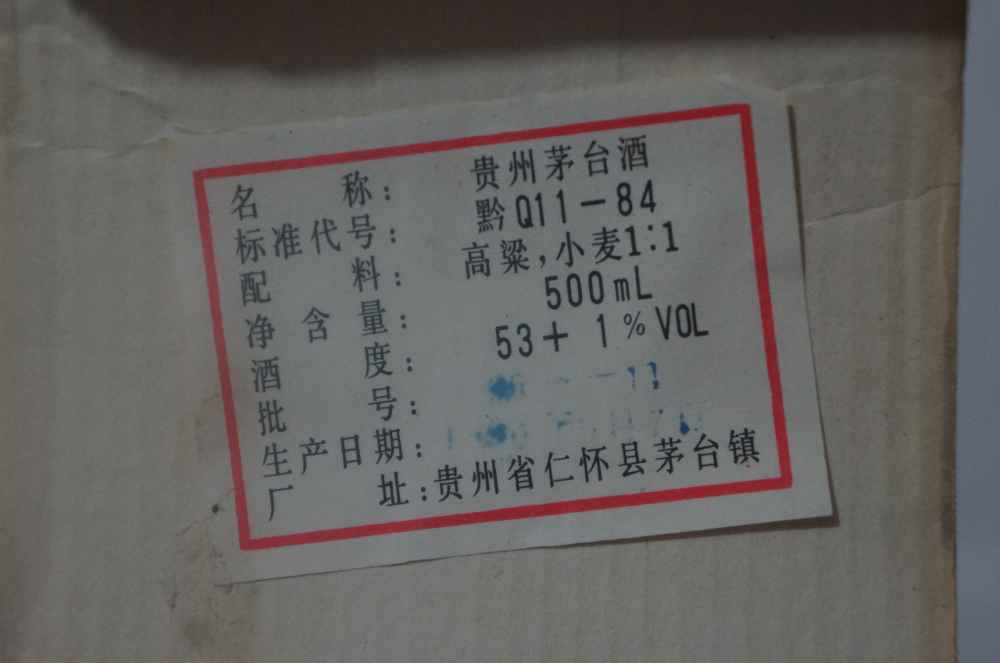 名称：贵州茅台酒
标准代号：黔Q11-84
配料：高粱,小麦1:1
净含量：500mL
酒度：53+1%VOL
批号：
生产日期：
厂址：贵州省仁怀县茅台镇